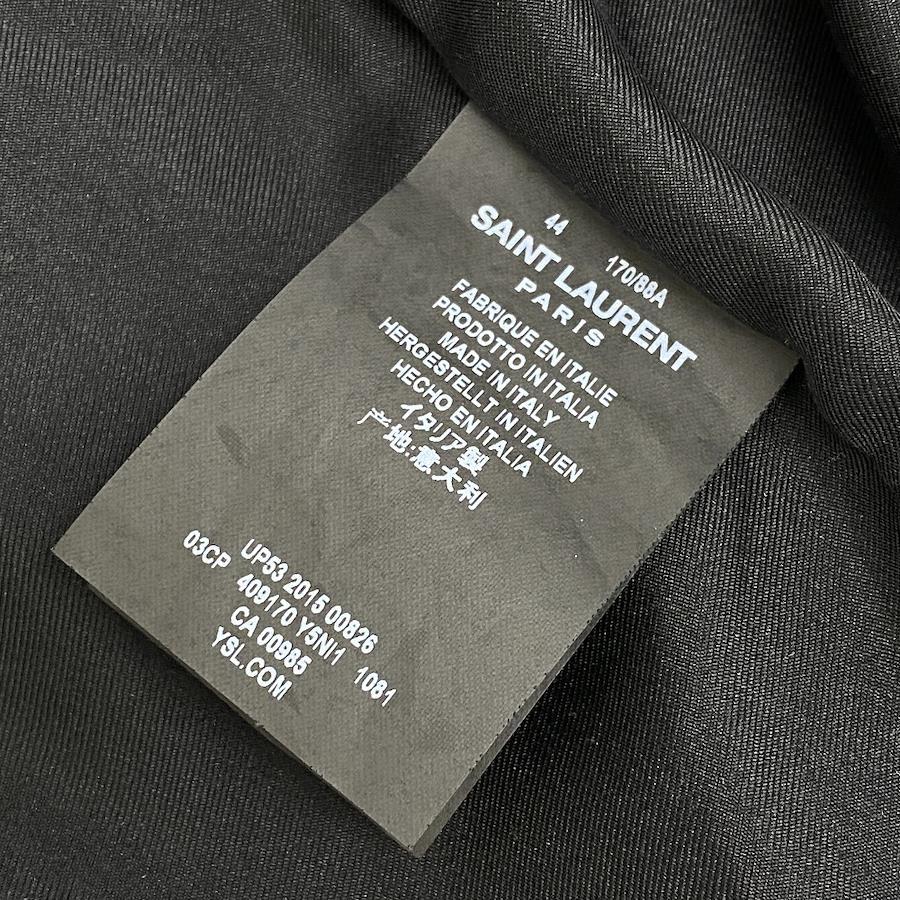 44 170/88A
SAINT LAURENT
PARIS
FABRIQUE EN ITALIE
PRODOTTO IN ITALIA
MADE IN ITALY
HERGESTELLT IN ITALIEN
HECHO EN ITALIA
イタリア製
产地:意大利
UP53 2015 00826
03CP 409170 Y5NI1 1081
CA 00985
YSL.COM